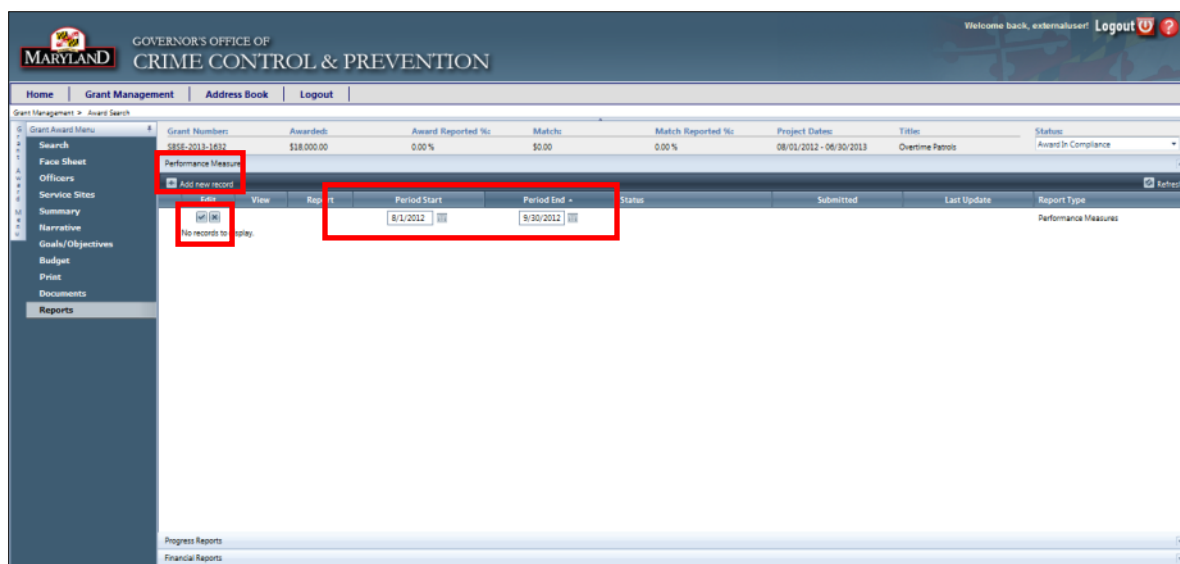 Welcome back, externaluser! Logout
MARYLAND
GOVERNOR'S OFFICE OF
CRIME CONTROL & PREVENTION
Home | Grant Management | Address Book | Logout |
Grant Management > Award Search
Grant Award Menu
Grant Award Menu
Search
Face Sheet
Officers
Service Sites
Summary
Narrative
Goals/Objectives
Budget
Print
Documents
Reports
Grant Number: Awarded: Award Reported %: Match: Match Reported %: Project Dates: Title: Status:
SBSE-2013-1632 $18,000.00 0.00 % $0.00 0.00 % 08/01/2012 - 06/30/2013 Overtime Patrols Award In Compliance
Performance Measure
Add new record Refresh
Edit View Report Period Start Period End Status Submitted Last Update Report Type
8/1/2012 9/30/2012 Performance Measures
No records to display.
Progress Reports
Financial Reports